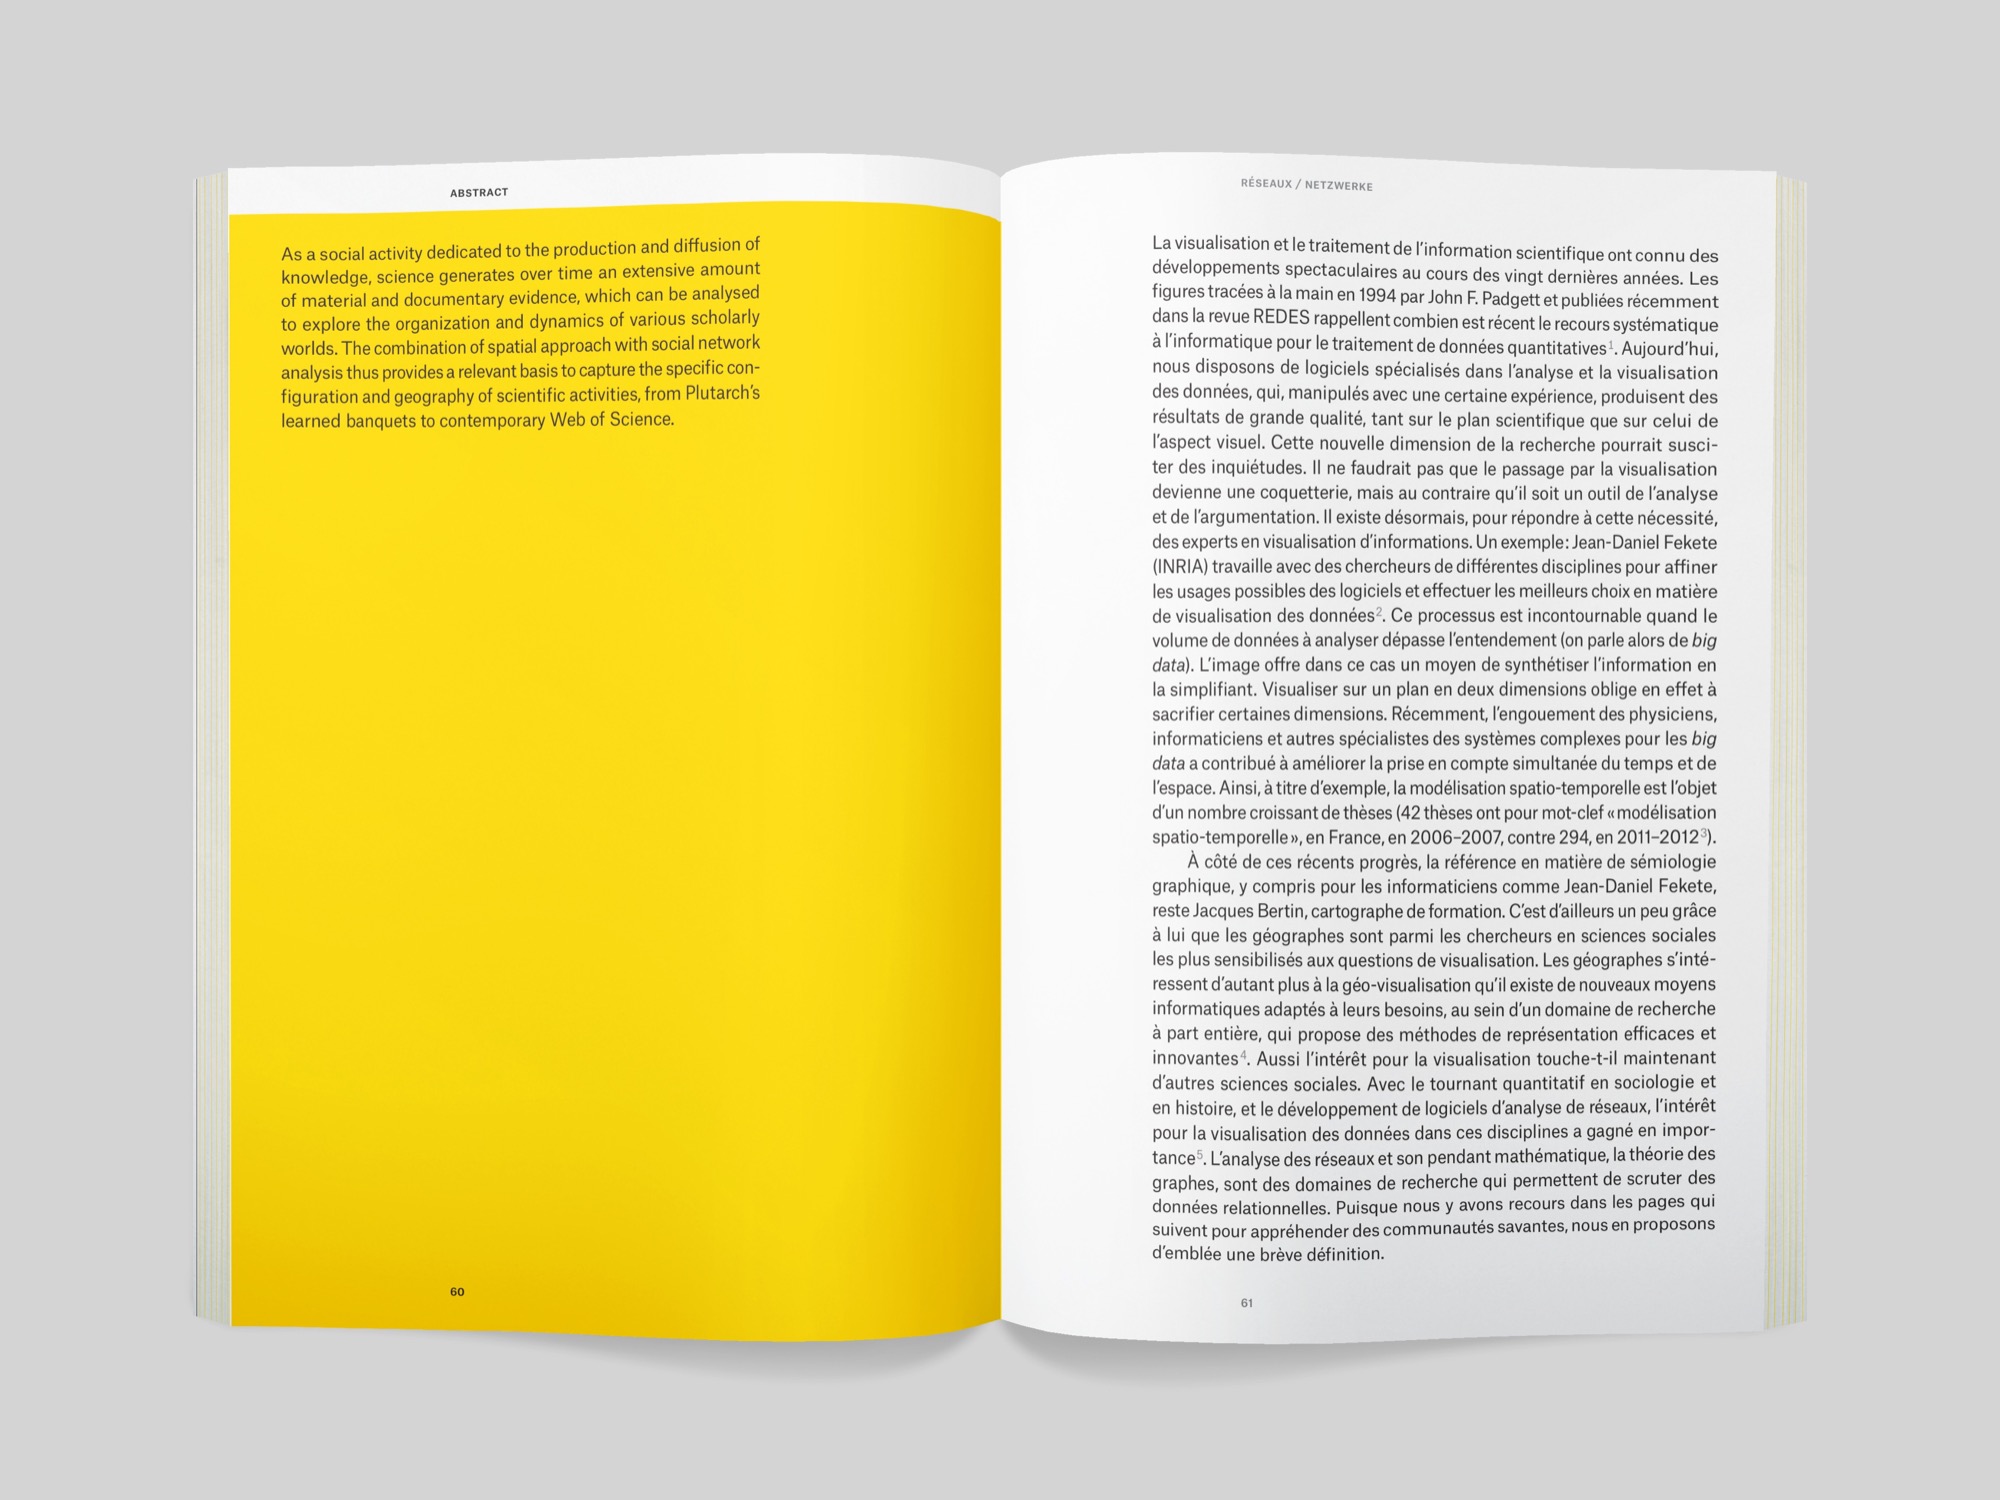 ABSTRACT
As a social activity dedicated to the production and diffusion of
knowledge, science generates over time an extensive amount
of material and documentary evidence, which can be analysed
to explore the organization and dynamics of various scholarly
worlds. The combination of spatial approach with social network
analysis thus provides a relevant basis to capture the specific con-
figuration and geography of scientific activities, from Plutarch’s
learned banquets to contemporary Web of Science.
60
RÉSEAUX / NETZWERKE
La visualisation et le traitement de l’information scientifique ont connu des
développements spectaculaires au cours des vingt dernières années. Les
figures tracées à la main en 1994 par John F. Padgett et publiées récemment
dans la revue REDES rappellent combien est récent le recours systématique
à l’informatique pour le traitement de données quantitatives¹. Aujourd’hui,
nous disposons de logiciels spécialisés dans l’analyse et la visualisation
des données, qui, manipulés avec une certaine expérience, produisent des
résultats de grande qualité, tant sur le plan scientifique que sur celui de
l’aspect visuel. Cette nouvelle dimension de la recherche pourrait susci-
ter des inquiétudes. Il ne faudrait pas que le passage par la visualisation
devienne une coquetterie, mais au contraire qu’il soit un outil de l’analyse
et de l’argumentation. Il existe désormais, pour répondre à cette nécessité,
des experts en visualisation d’informations. Un exemple: Jean-Daniel Fekete
(INRIA) travaille avec des chercheurs de différentes disciplines pour affiner
les usages possibles des logiciels et effectuer les meilleurs choix en matière
de visualisation des données². Ce processus est incontournable quand le
volume de données à analyser dépasse l’entendement (on parle alors de big
data). L’image offre dans ce cas un moyen de synthétiser l’information en
la simplifiant. Visualiser sur un plan en deux dimensions oblige en effet à
sacrifier certaines dimensions. Récemment, l’engouement des physiciens,
informaticiens et autres spécialistes des systèmes complexes pour les big
data a contribué à améliorer la prise en compte simultanée du temps et de
l’espace. Ainsi, à titre d’exemple, la modélisation spatio-temporelle est l’objet
d’un nombre croissant de thèses (42 thèses ont pour mot-clef «modélisation
spatio-temporelle», en France, en 2006–2007, contre 294, en 2011–2012³).
À côté de ces récents progrès, la référence en matière de sémiologie
graphique, y compris pour les informaticiens comme Jean-Daniel Fekete,
reste Jacques Bertin, cartographe de formation. C’est d’ailleurs un peu grâce
à lui que les géographes sont parmi les chercheurs en sciences sociales
les plus sensibilisés aux questions de visualisation. Les géographes s’inté-
ressent d’autant plus à la géo-visualisation qu’il existe de nouveaux moyens
informatiques adaptés à leurs besoins, au sein d’un domaine de recherche
à part entière, qui propose des méthodes de représentation efficaces et
innovantes⁴. Aussi l’intérêt pour la visualisation touche-t-il maintenant
d’autres sciences sociales. Avec le tournant quantitatif en sociologie et
en histoire, et le développement de logiciels d’analyse de réseaux, l’intérêt
pour la visualisation des données dans ces disciplines a gagné en impor-
tance⁵. L’analyse des réseaux et son pendant mathématique, la théorie des
graphes, sont des domaines de recherche qui permettent de scruter des
données relationnelles. Puisque nous y avons recours dans les pages qui
suivent pour appréhender des communautés savantes, nous en proposons
d’emblée une brève définition.
61